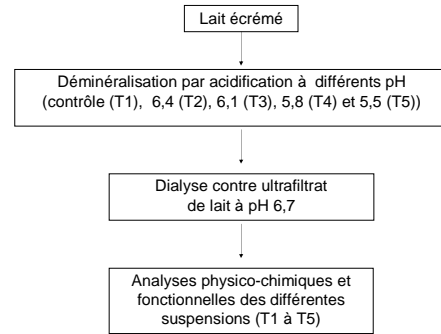 Lait écrémé
Déminéralisation par acidification à différents pH
(contrôle (T1), 6,4 (T2), 6,1 (T3), 5,8 (T4) et 5,5 (T5))
Dialyse contre ultrafiltrat
de lait à pH 6,7
Analyses physico-chimiques et
fonctionnelles des différentes
suspensions (T1 à T5)